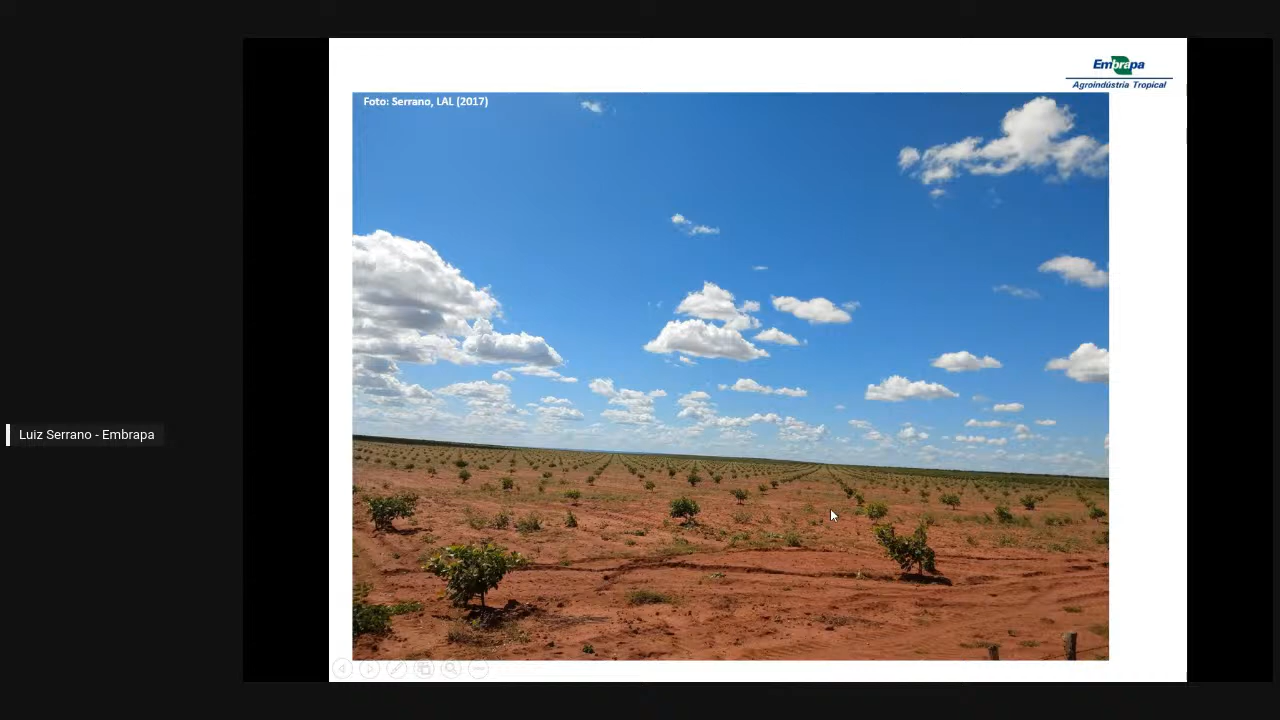 Embrapa
Agroindústria Tropical
Foto: Serrano, LAL (2017)
Luiz Serrano - Embrapa